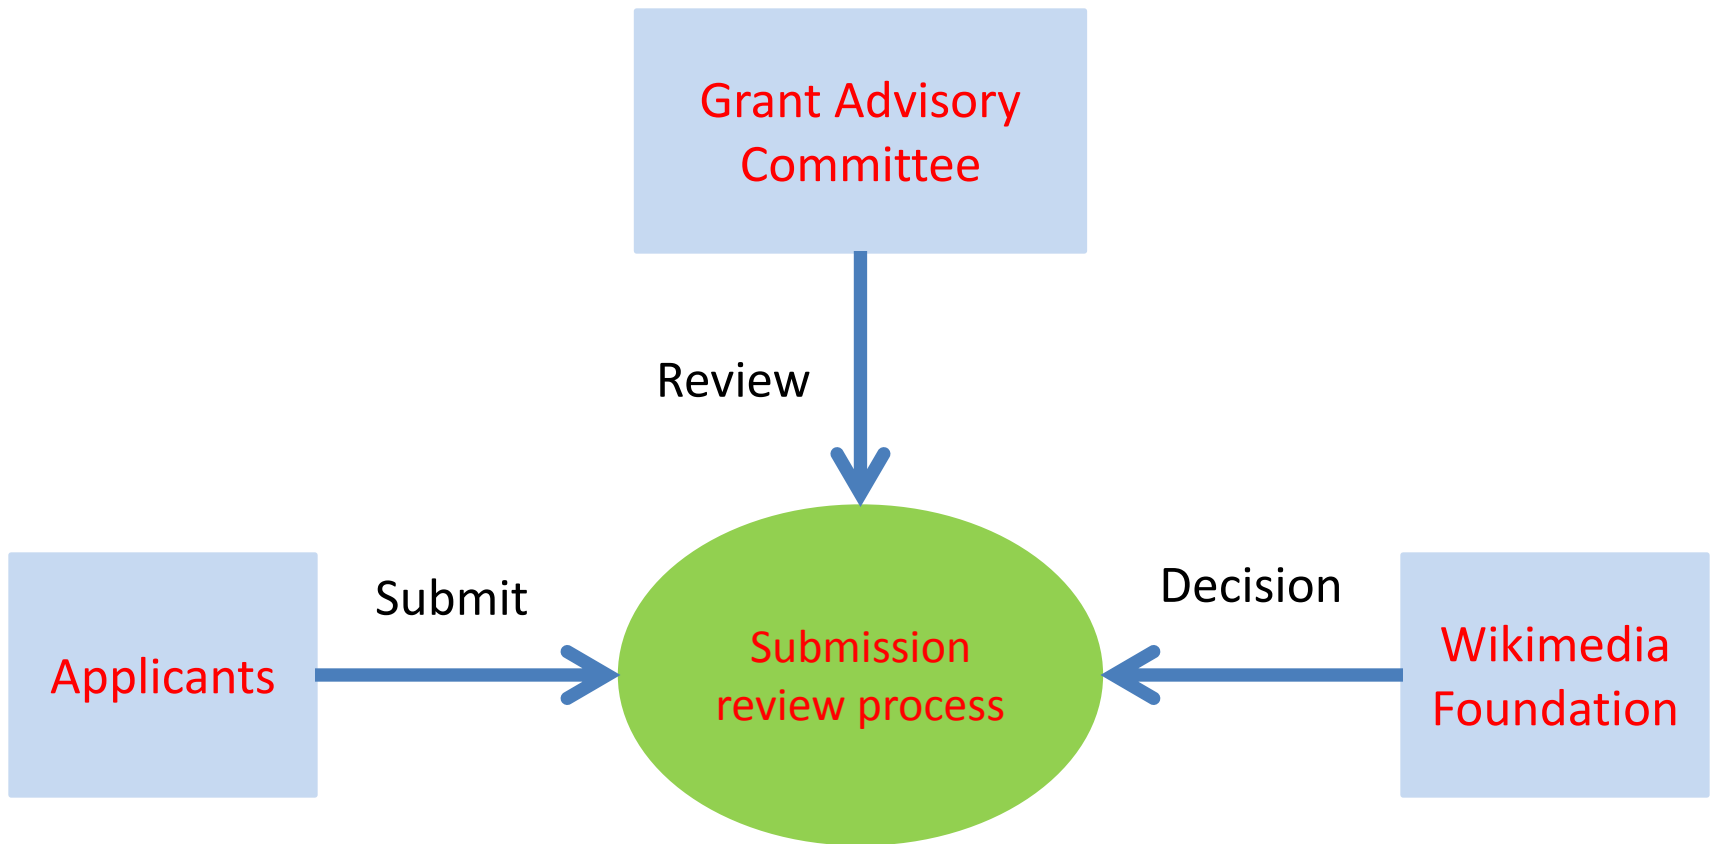 Grant Advisory
Committee
Review
Submit
Decision
Applicants
Submission
review process
Wikimedia
Foundation